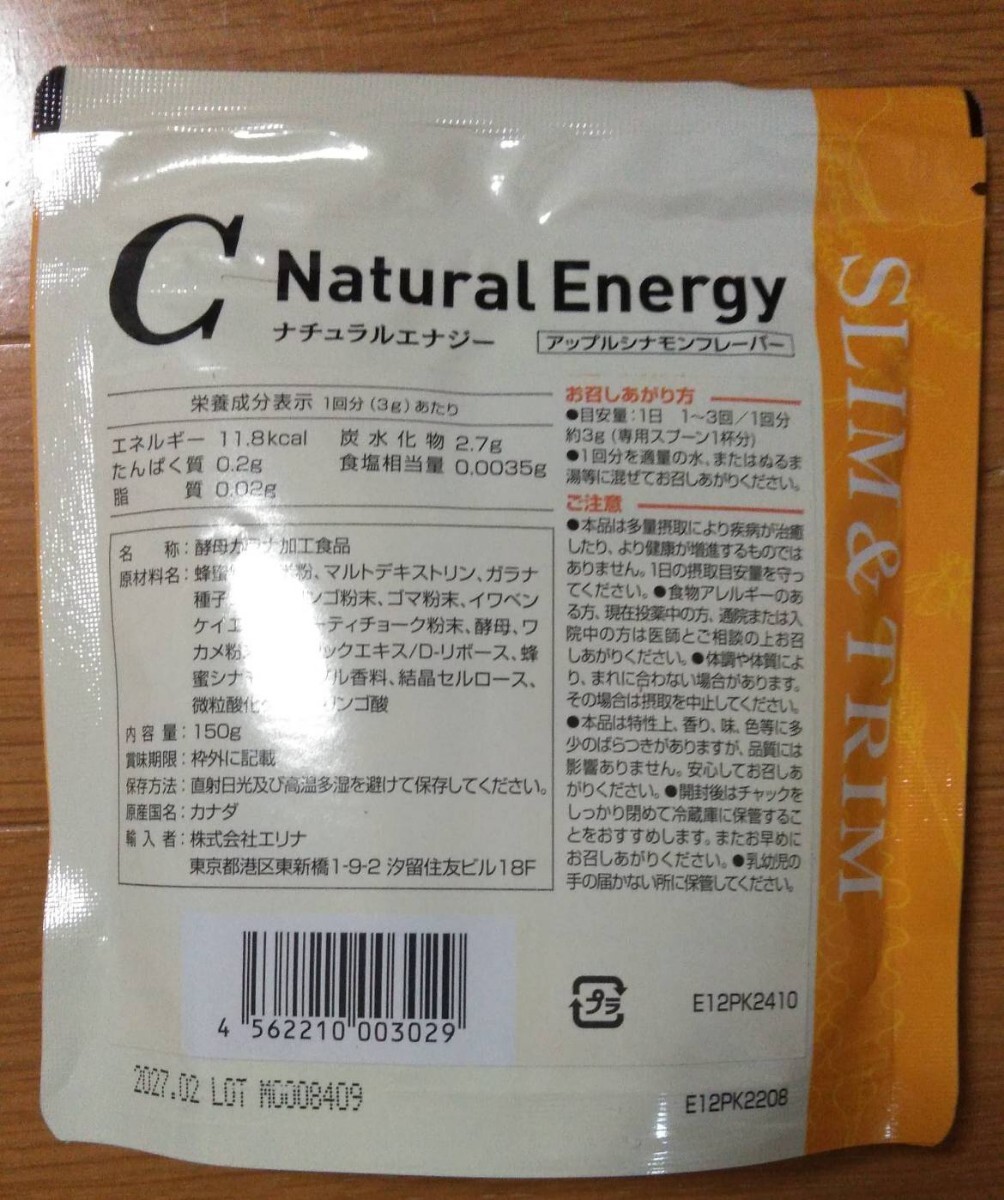 C Natural Energy
ナチュラルエナジー
アップルシナモンフレーバー
栄養成分表示 1回分(3g)あたり
エネルギー 11.8kcal 炭水化物 2.7g
たんぱく質 0.2g 食塩相当量 0.0035g
脂質 0.02g
名称：酵母ガラナ加工食品
原材料名：蜂蜜 粉、マルトデキストリン、ガラナ
種子 ンゴ粉末、ゴマ粉末、イワベン
ケイエ ーティチョーク粉末、酵母、ワ
カメ粉 ックエキス/D-リボース、蜂
蜜シナ ル香料、結晶セルロース、
微粒酸化 リンゴ酸
内容量：150g
賞味期限：枠外に記載
保存方法：直射日光及び高温多湿を避けて保存してください。
原産国名：カナダ
輸入者：株式会社エリナ
東京都港区東新橋1-9-2 汐留住友ビル18F
お召しあがり方
●目安量：1日 1〜3回／1回分
約3g（専用スプーン1杯分）
●1回分を適量の水、またはぬるま
湯等に混ぜてお召しあがりください。
ご注意
●本品は多量摂取により疾病が治癒
したり、より健康が増進するものでは
ありません。1日の摂取目安量を守っ
てください。●食物アレルギーのあ
る方、現在投薬中の方、通院または入
院中の方は医師とご相談の上お召
しあがりください。●体調や体質によ
り、まれに合わない場合があります。
その場合は摂取を中止してください。
●本品は特性上、香り、味、色等に多
少のばらつきがありますが、品質には
影響ありません。安心してお召しあ
がりください。●開封後はチャックを
しっかり閉めて冷蔵庫に保管するこ
とをおすすめします。またお早めに
お召しあがりください。●乳幼児の
手の届かない所に保管してください。
SLIM & TRIM
4 562210 003029
プラ
E12PK2410
2027.02 LOT MG008409
E12PK2208